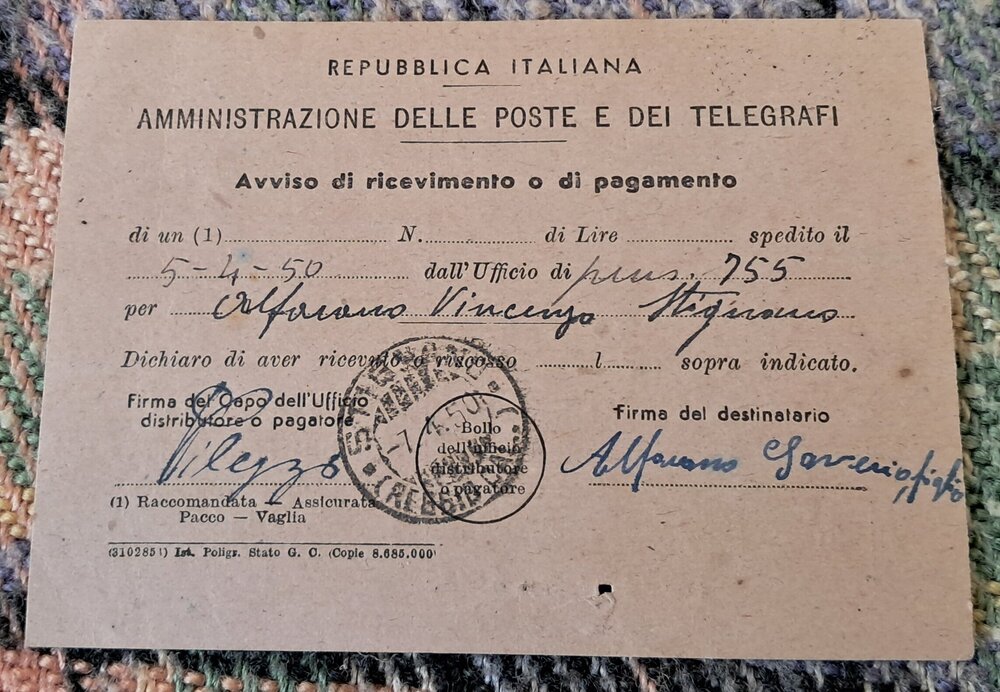 REPUBBLICA ITALIANA
AMMINISTRAZIONE DELLE POSTE E DEI TELEGRAFI
Avviso di ricevimento o di pagamento
di un (1) ............ N. ............ di Lire ............ spedito il
5-4-50 dall'Ufficio di 755
per Alfarano Vincenzo Stignano
Dichiaro di aver ricevuto o riscosso ........ l ........ sopra indicato.
Firma del Capo dell'Ufficio
distributore o pagatore
Firma del destinatario
Bollo
dell'ufficio
distributore
o pagatore
Alfarano Saverio, figlio
(1) Raccomandata — Assicurata
Pacco — Vaglia
(3102851) Ist. Poligr. Stato G. C. (Copie 8.685.000)